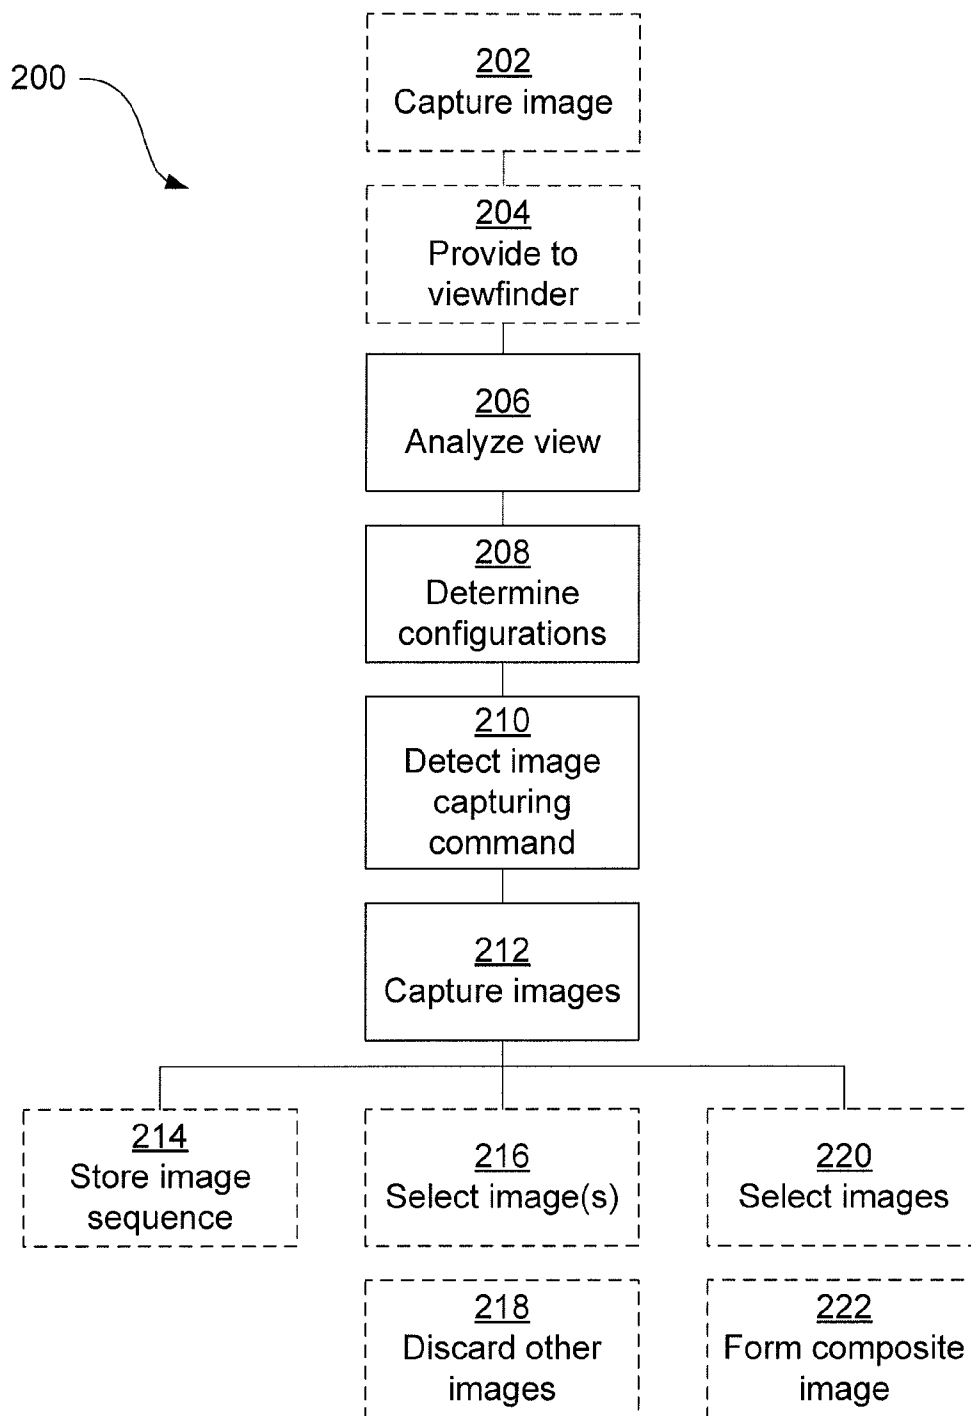 202
Capture image
200
204
Provide to
viewfinder
206
Analyze view
208
Determine
configurations
210
Detect image
capturing
command
212
Capture images
214
Store image
sequence
216
Select image(s)
220
Select images
218
Discard other
images
222
Form composite
image